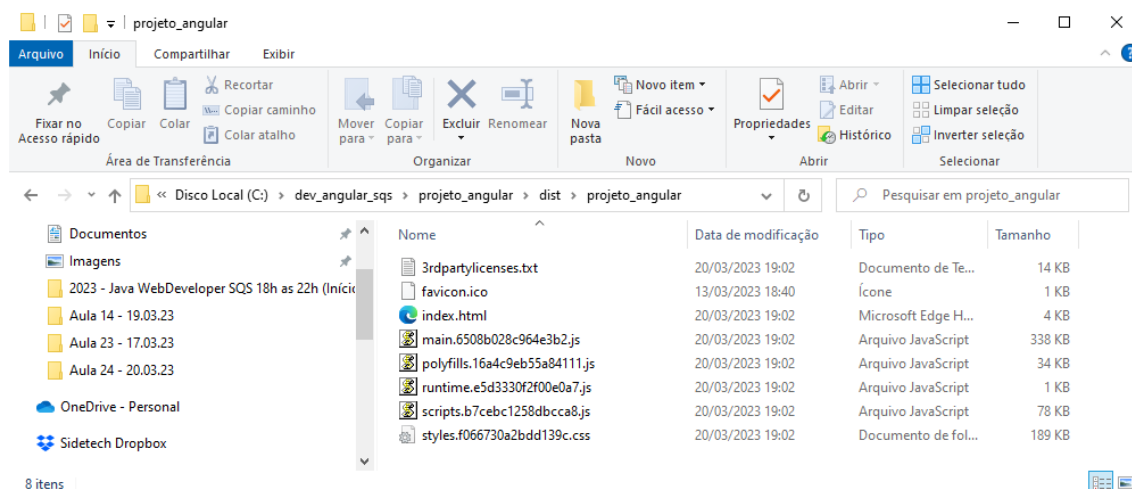 projeto_angular
Arquivo Início Compartilhar Exibir
Fixar no Acesso rápido
Copiar
Colar
Recortar
Copiar caminho
Colar atalho
Área de Transferência
Mover para
Copiar para
Excluir
Renomear
Organizar
Nova pasta
Novo item
Fácil acesso
Novo
Propriedades
Abrir
Editar
Histórico
Abrir
Selecionar tudo
Limpar seleção
Inverter seleção
Selecionar
« Disco Local (C:) › dev_angular_sqs › projeto_angular › dist › projeto_angular
Pesquisar em projeto_angular
Documentos
Imagens
2023 - Java WebDeveloper SQS 18h as 22h (Iníci
Aula 14 - 19.03.23
Aula 23 - 17.03.23
Aula 24 - 20.03.23
OneDrive - Personal
Sidetech Dropbox
Nome Data de modificação Tipo Tamanho
3rdpartylicenses.txt 20/03/2023 19:02 Documento de Te... 14 KB
favicon.ico 13/03/2023 18:40 Ícone 1 KB
index.html 20/03/2023 19:02 Microsoft Edge H... 4 KB
main.6508b028c964e3b2.js 20/03/2023 19:02 Arquivo JavaScript 338 KB
polyfills.16a4c9eb55a84111.js 20/03/2023 19:02 Arquivo JavaScript 34 KB
runtime.e5d3330f2f00e0a7.js 20/03/2023 19:02 Arquivo JavaScript 1 KB
scripts.b7cebc1258dbcca8.js 20/03/2023 19:02 Arquivo JavaScript 78 KB
styles.f066730a2bdd139c.css 20/03/2023 19:02 Documento de fol... 189 KB
8 itens